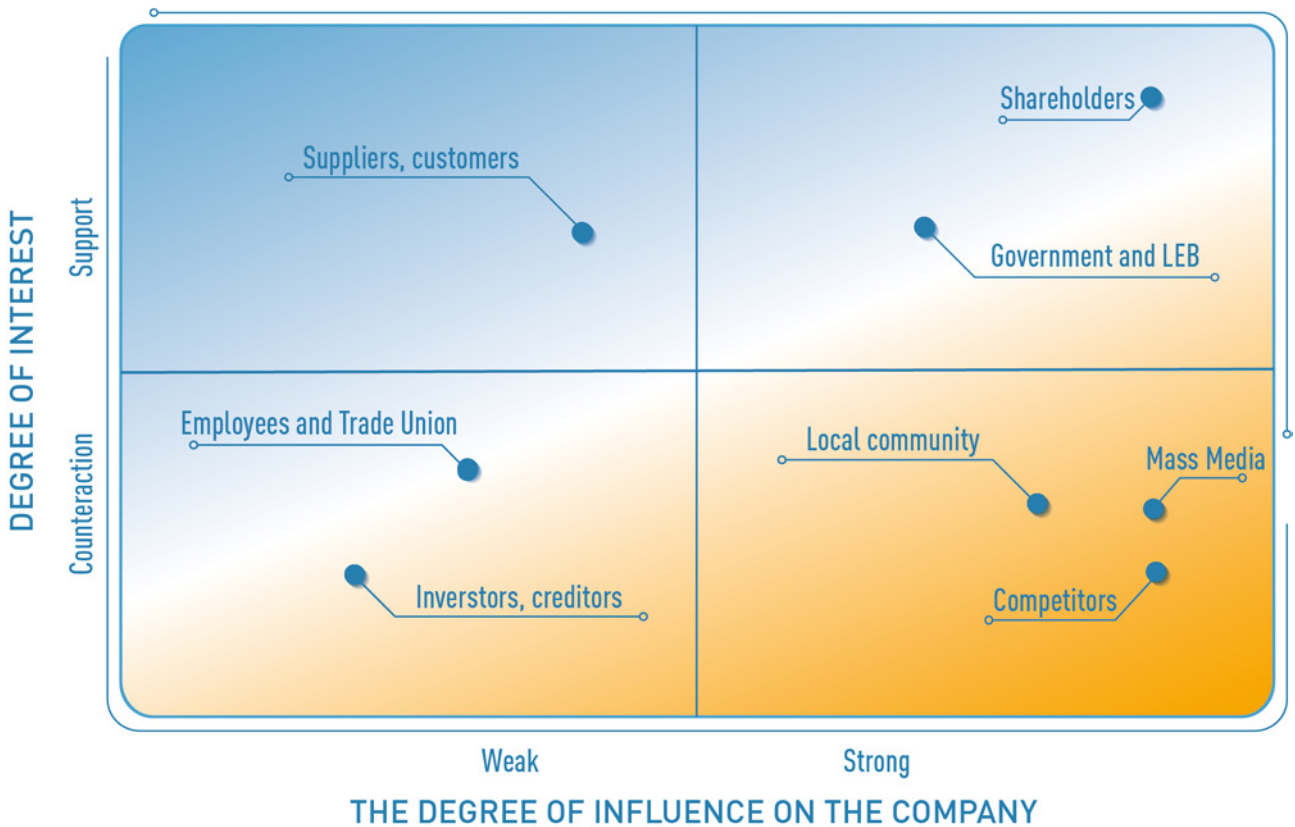 Shareholders
Suppliers, customers
Government and LEB
Employees and Trade Union
Local community
Mass Media
Inverstors, creditors
Competitors
DEGREE OF INTEREST
Support
Counteraction
Weak
Strong
THE DEGREE OF INFLUENCE ON THE COMPANY